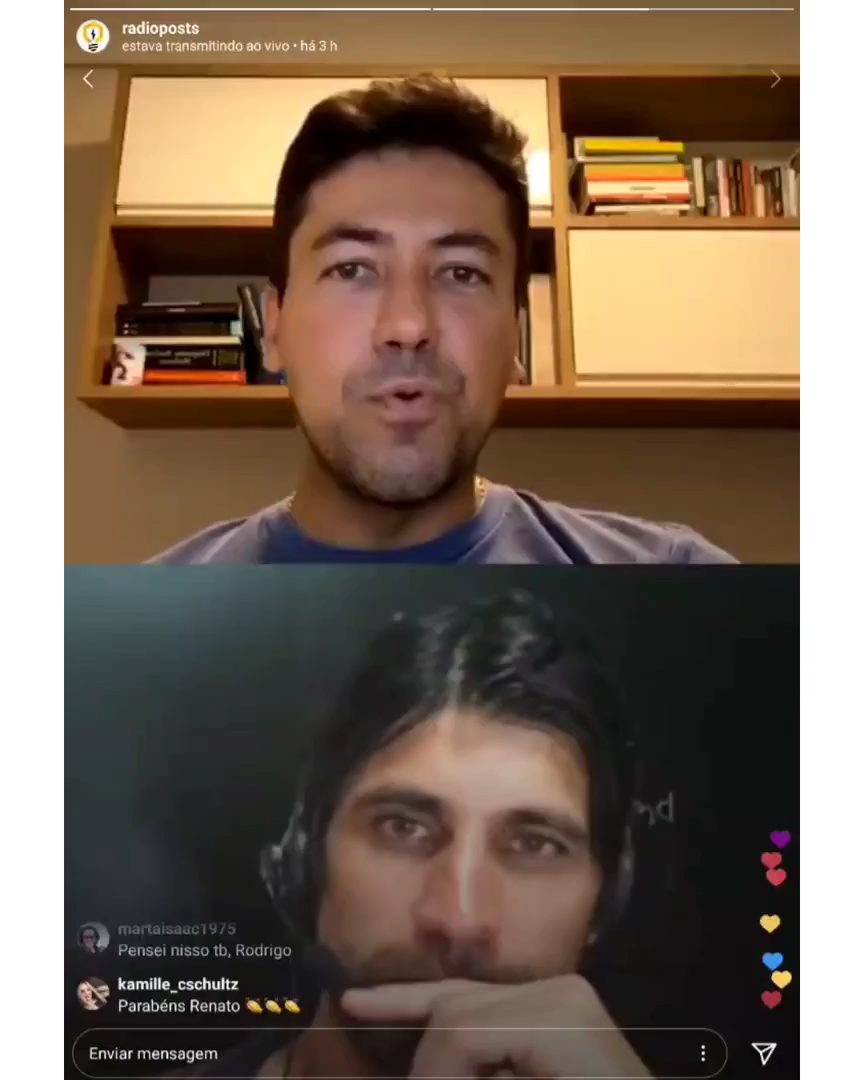 radioposts
estava transmitindo ao vivo • há 3 h
martaisaac1975
Pensei nisso tb, Rodrigo
kamille_cschultz
Parabéns Renato 👏👏👏
Enviar mensagem